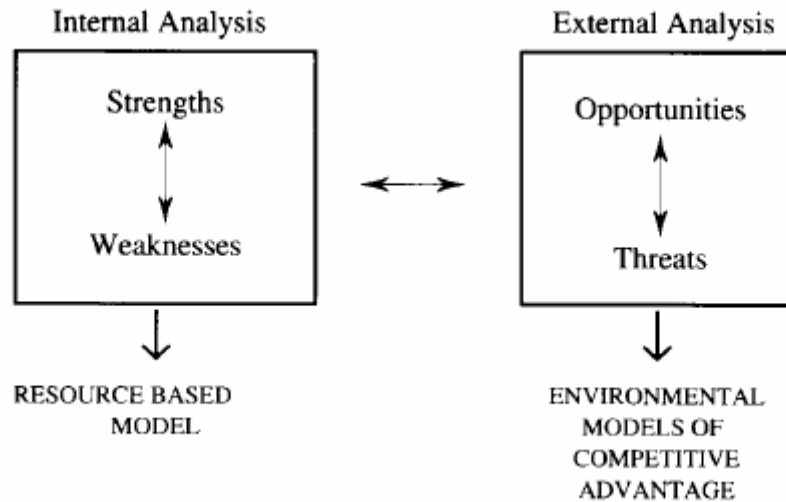 Internal Analysis
Strengths
Weaknesses
RESOURCE BASED
MODEL
External Analysis
Opportunities
Threats
ENVIRONMENTAL
MODELS OF
COMPETITIVE
ADVANTAGE